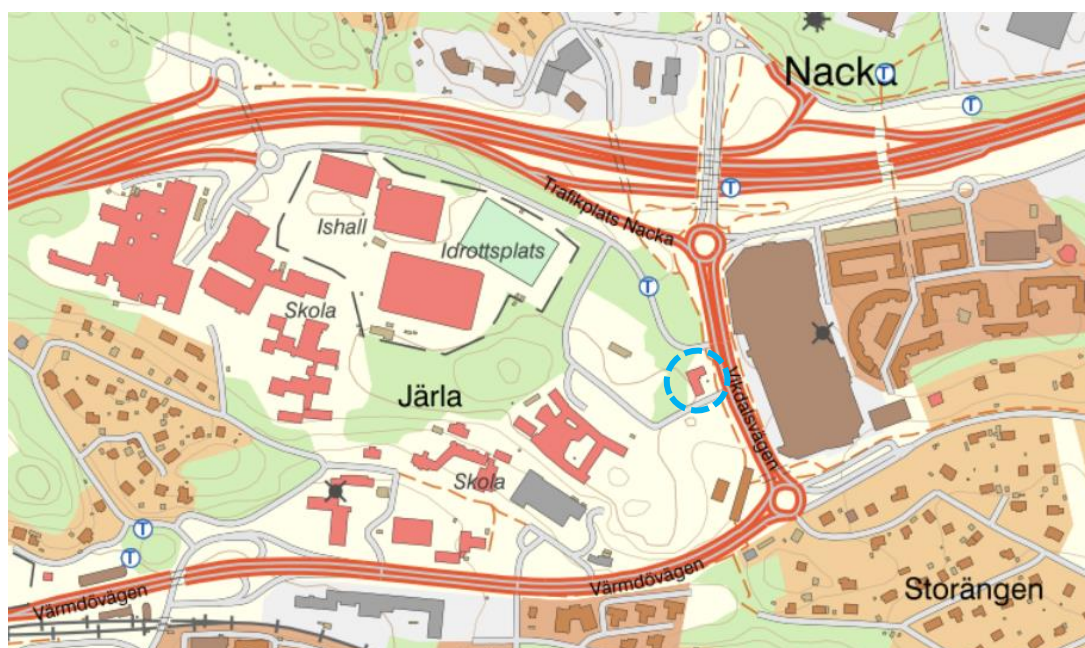 Nacka
T
T
T
Trafikplats Nacka
Ishall
Idrottsplats
T
Skola
Järla
Vikdalsvägen
Skola
T
T
Värmdövägen
Värmdövägen
Storängen